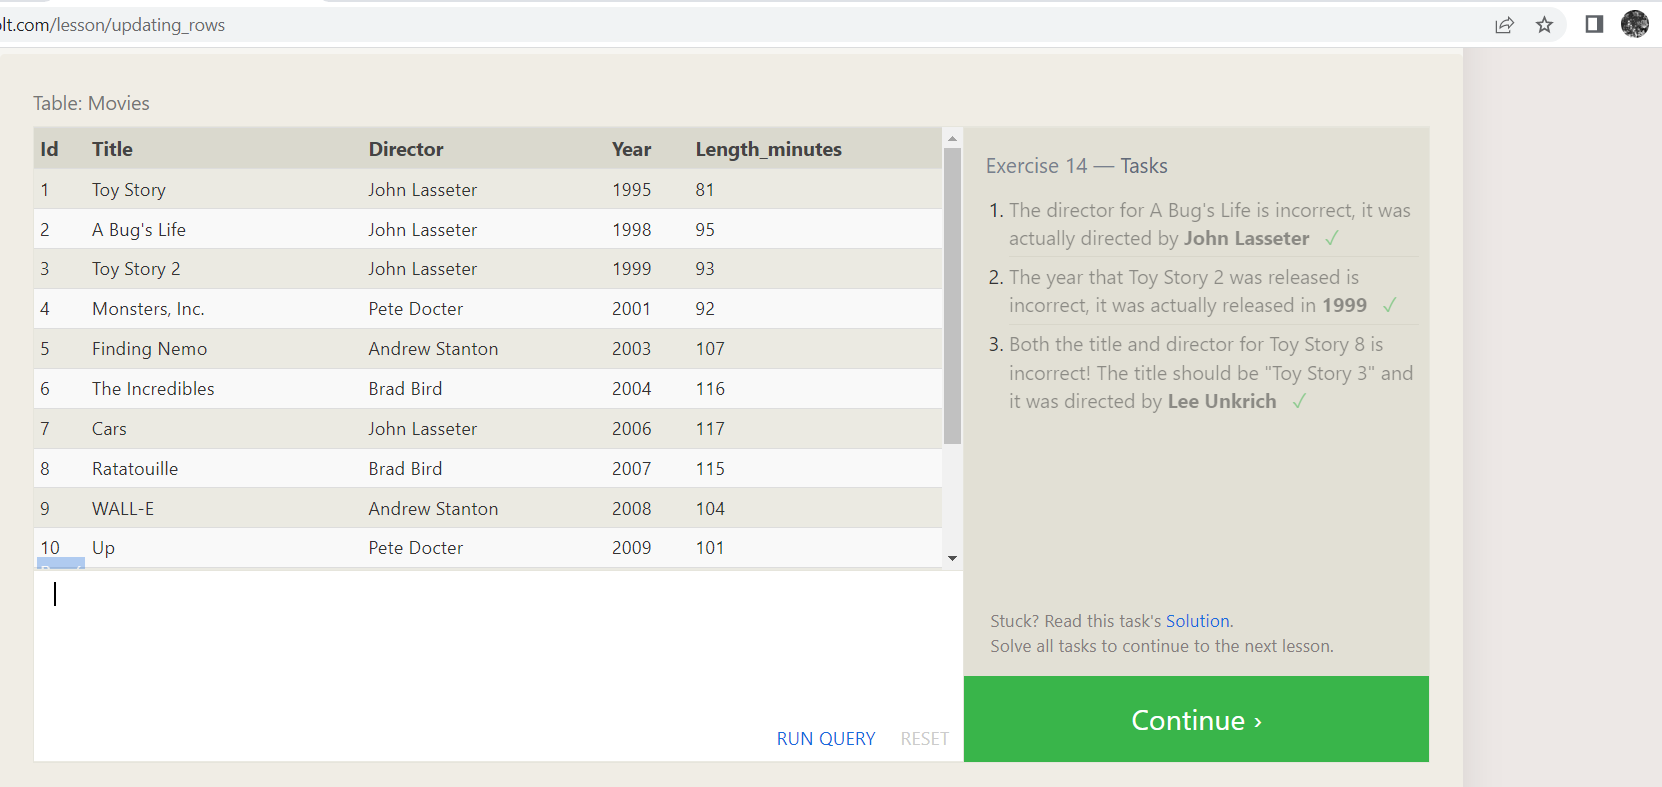 olt.com/lesson/updating_rows
Table: Movies
Id Title Director Year Length_minutes
1 Toy Story John Lasseter 1995 81
2 A Bug's Life John Lasseter 1998 95
3 Toy Story 2 John Lasseter 1999 93
4 Monsters, Inc. Pete Docter 2001 92
5 Finding Nemo Andrew Stanton 2003 107
6 The Incredibles Brad Bird 2004 116
7 Cars John Lasseter 2006 117
8 Ratatouille Brad Bird 2007 115
9 WALL-E Andrew Stanton 2008 104
10 Up Pete Docter 2009 101
RUN QUERY RESET
Exercise 14 — Tasks
1. The director for A Bug's Life is incorrect, it was
actually directed by John Lasseter ✓
2. The year that Toy Story 2 was released is
incorrect, it was actually released in 1999 ✓
3. Both the title and director for Toy Story 8 is
incorrect! The title should be "Toy Story 3" and
it was directed by Lee Unkrich ✓
Stuck? Read this task's Solution.
Solve all tasks to continue to the next lesson.
Continue ›